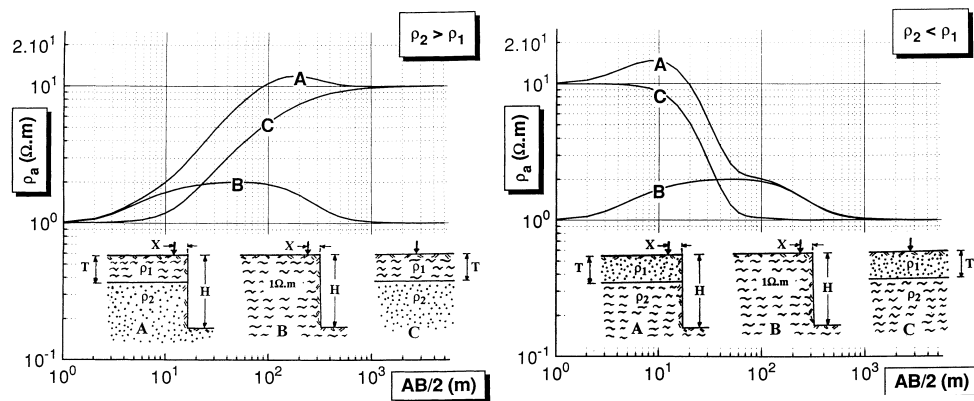 ρ2 > ρ1
2.10¹
10¹
10⁰
10⁻¹
ρa (Ω.m)
A
C
B
X
T
ρ1
ρ2
H
A
X
1Ω.m
H
B
ρ1
T
ρ2
C
10⁰
10¹
10²
10³
AB/2 (m)
ρ2 < ρ1
2.10¹
10¹
10⁰
10⁻¹
ρa (Ω.m)
A
C
B
X
T
ρ1
ρ2
H
A
X
1Ω.m
H
B
ρ1
T
ρ2
C
10⁰
10¹
10²
10³
AB/2 (m)